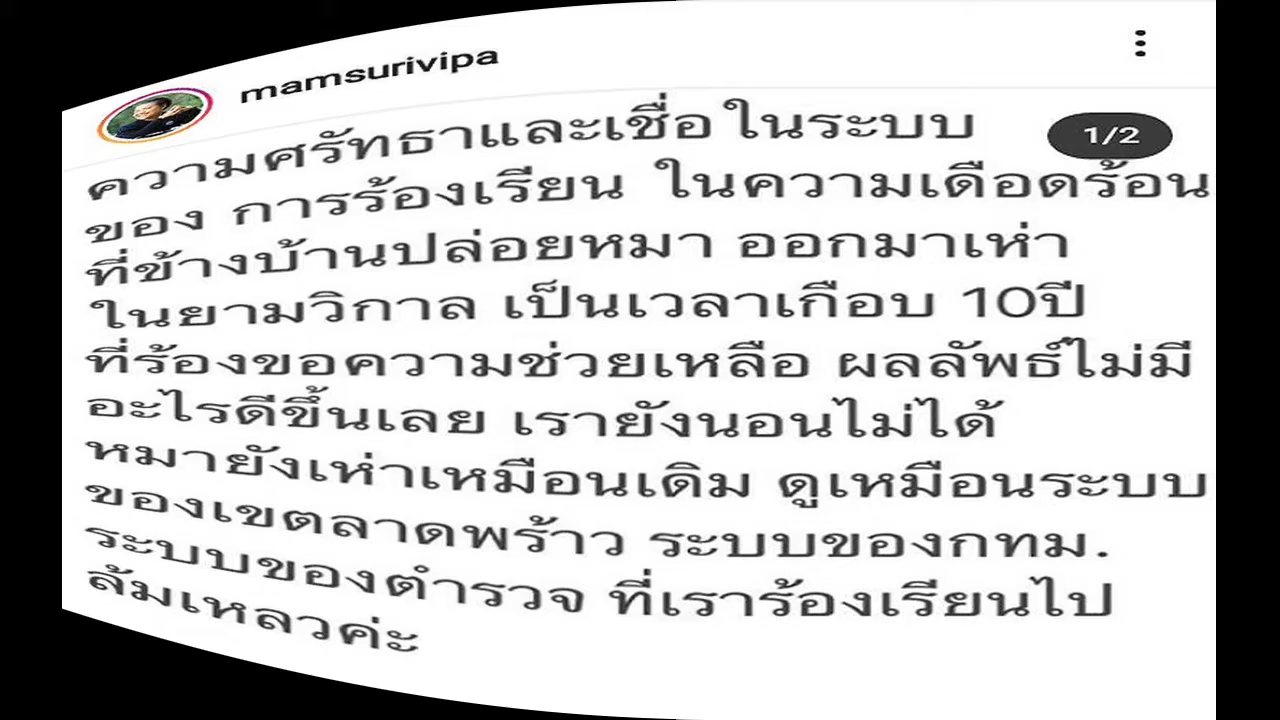 mamsurivipa
1/2
ความศรัทธาและเชื่อ ในระบบ
ของ การร้องเรียน ในความเดือดร้อน
ที่ข้างบ้านปล่อยหมา ออกมาเห่า
ในยามวิกาล เป็นเวลาเกือบ 10ปี
ที่ร้องขอความช่วยเหลือ ผลลัพธ์ไม่มี
อะไรดีขึ้นเลย เรายังนอนไม่ได้
หมายังเห่าเหมือนเดิม ดูเหมือนระบบ
ของเขตลาดพร้าว ระบบของกทม.
ระบบของตำรวจ ที่เราร้องเรียนไป
ล้มเหลวค่ะ